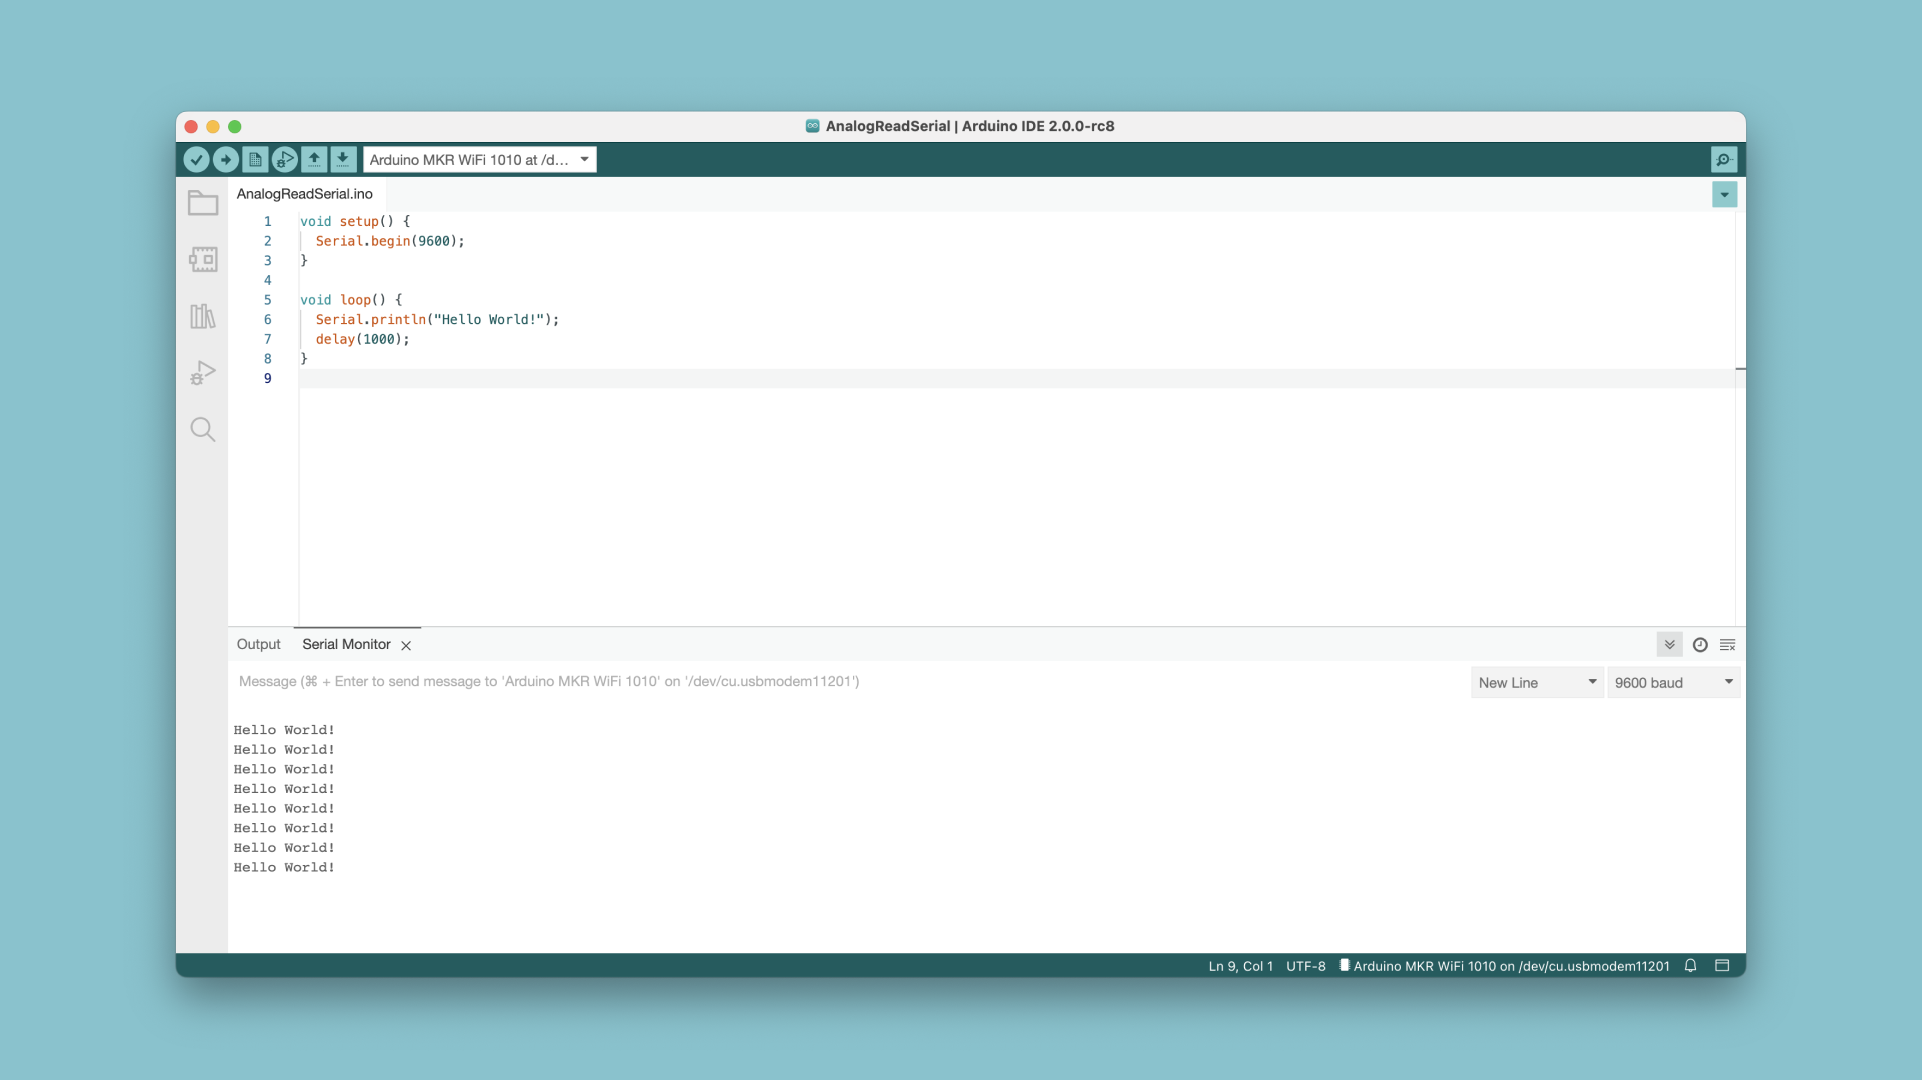 AnalogReadSerial | Arduino IDE 2.0.0-rc8
Arduino MKR WiFi 1010 at /d...
AnalogReadSerial.ino
1 void setup() {
2   Serial.begin(9600);
3 }
4
5 void loop() {
6   Serial.println("Hello World!");
7   delay(1000);
8 }
9
Output Serial Monitor
Message (⌘ + Enter to send message to 'Arduino MKR WiFi 1010' on '/dev/cu.usbmodem11201')
New Line 9600 baud
Hello World!
Hello World!
Hello World!
Hello World!
Hello World!
Hello World!
Hello World!
Hello World!
Ln 9, Col 1 UTF-8 Arduino MKR WiFi 1010 on /dev/cu.usbmodem11201